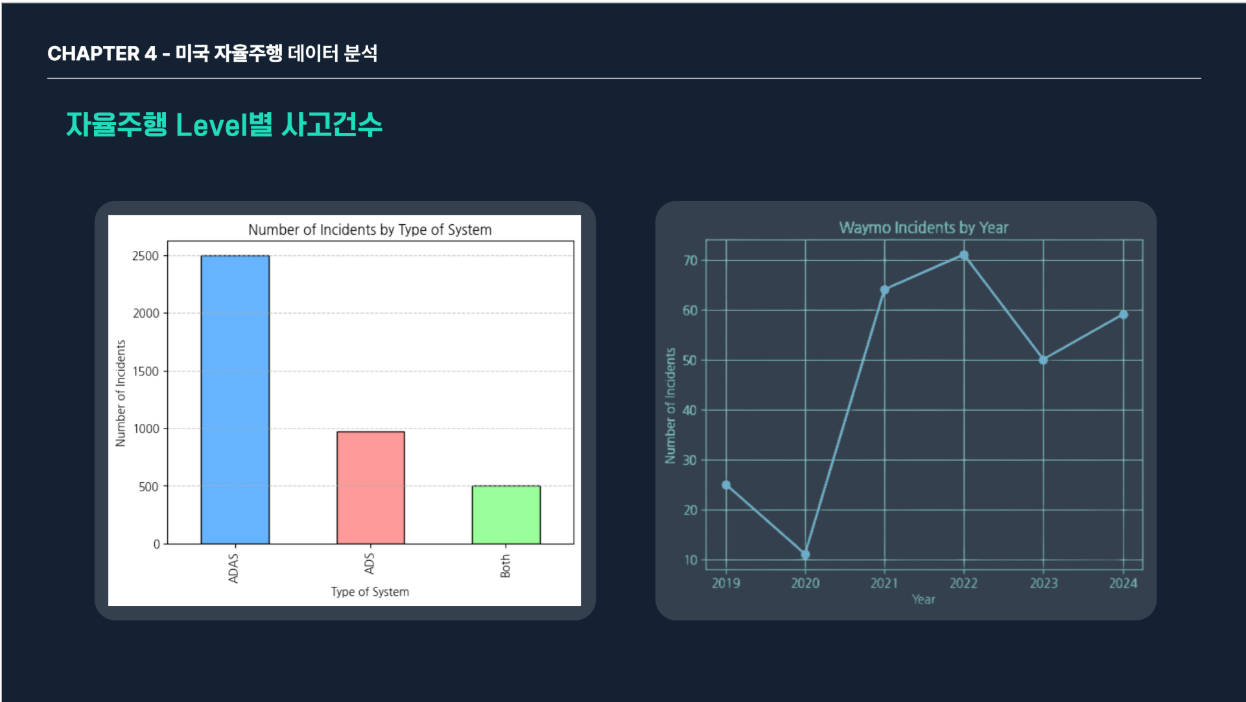 CHAPTER 4 - 미국 자율주행 데이터 분석
자율주행 Level별 사고건수
Number of Incidents by Type of System
Number of Incidents
2500
2000
1500
1000
500
0
ADAS
ADS
Both
Type of System
Waymo Incidents by Year
Number of Incidents
70
60
50
40
30
20
10
2019 2020 2021 2022 2023 2024
Year